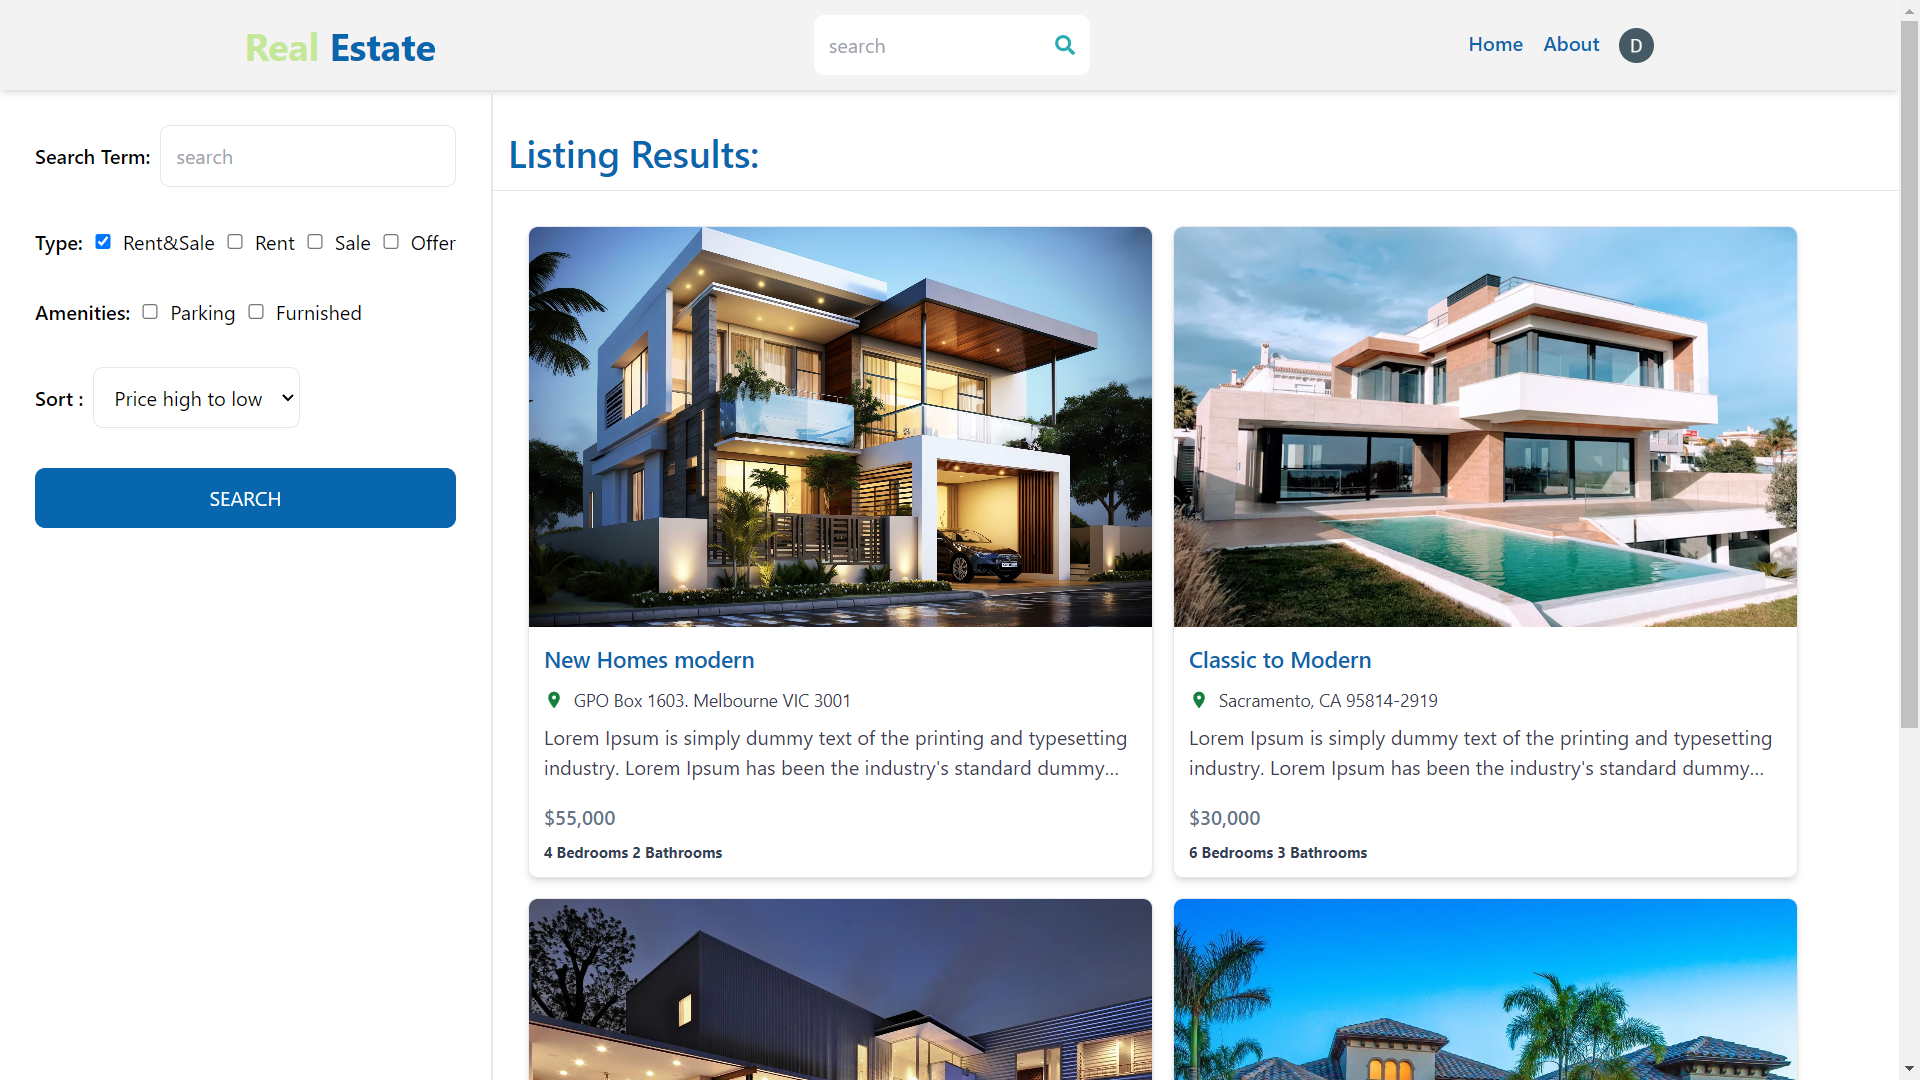 Real Estate
search
Home
About
D
Search Term:
search
Type:
Rent&Sale
Rent
Sale
Offer
Amenities:
Parking
Furnished
Sort :
Price high to low
SEARCH
Listing Results:
New Homes modern
GPO Box 1603. Melbourne VIC 3001
Lorem Ipsum is simply dummy text of the printing and typesetting
industry. Lorem Ipsum has been the industry's standard dummy...
$55,000
4 Bedrooms 2 Bathrooms
Classic to Modern
Sacramento, CA 95814-2919
Lorem Ipsum is simply dummy text of the printing and typesetting
industry. Lorem Ipsum has been the industry's standard dummy...
$30,000
6 Bedrooms 3 Bathrooms